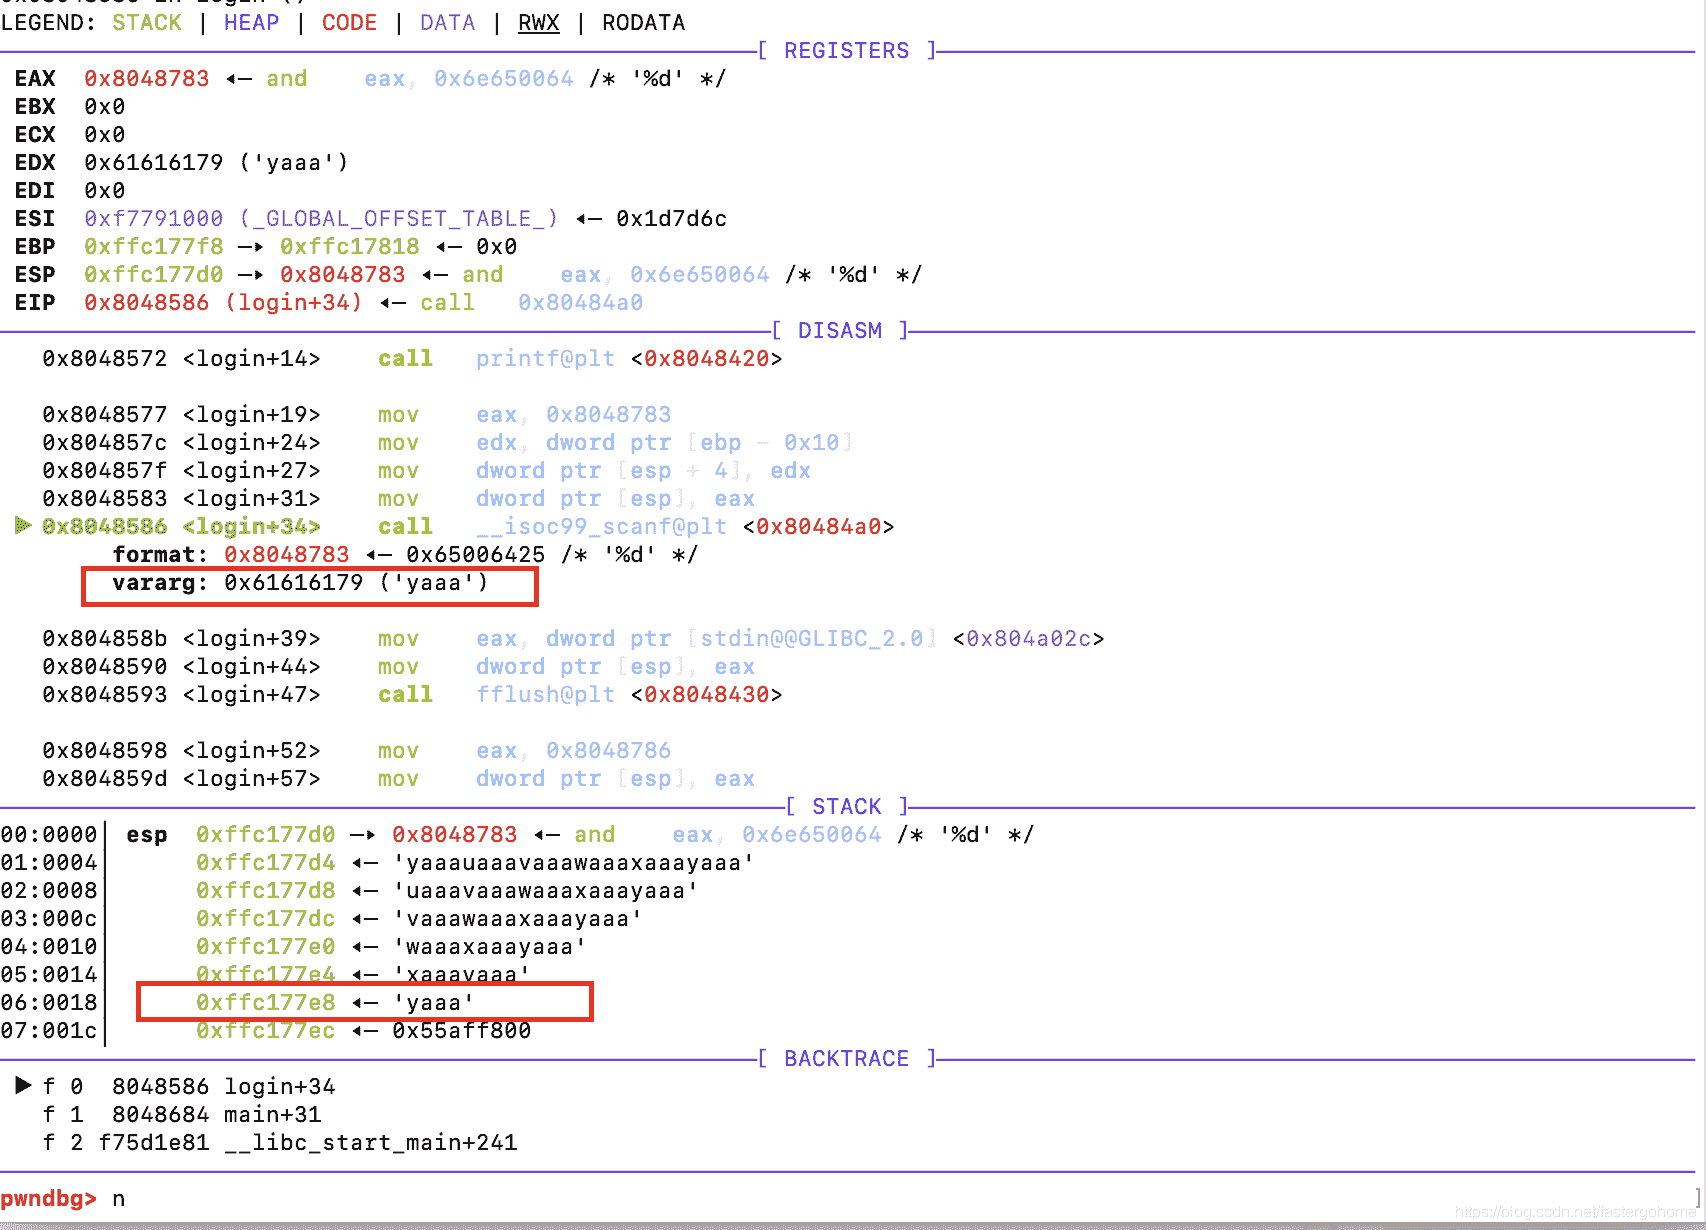 LEGEND: STACK | HEAP | CODE | DATA | RWX | RODATA
[ REGISTERS ]
EAX  0x8048783 ◂— and    eax, 0x6e650064 /* '%d' */
EBX  0x0
ECX  0x0
EDX  0x61616179 ('yaaa')
EDI  0x0
ESI  0xf7791000 (_GLOBAL_OFFSET_TABLE_) ◂— 0x1d7d6c
EBP  0xffc177f8 —▸ 0xffc17818 ◂— 0x0
ESP  0xffc177d0 —▸ 0x8048783 ◂— and    eax, 0x6e650064 /* '%d' */
EIP  0x8048586 (login+34) ◂— call   0x80484a0
[ DISASM ]
0x8048572 <login+14>    call   printf@plt <0x8048420>
0x8048577 <login+19>    mov    eax, 0x8048783
0x804857c <login+24>    mov    edx, dword ptr [ebp - 0x10]
0x804857f <login+27>    mov    dword ptr [esp + 4], edx
0x8048583 <login+31>    mov    dword ptr [esp], eax
► 0x8048586 <login+34>    call   __isoc99_scanf@plt <0x80484a0>
format: 0x8048783 ◂— 0x65006425 /* '%d' */
vararg: 0x61616179 ('yaaa')
0x804858b <login+39>    mov    eax, dword ptr [stdin@@GLIBC_2.0] <0x804a02c>
0x8048590 <login+44>    mov    dword ptr [esp], eax
0x8048593 <login+47>    call   fflush@plt <0x8048430>
0x8048598 <login+52>    mov    eax, 0x8048786
0x804859d <login+57>    mov    dword ptr [esp], eax
[ STACK ]
00:0000│ esp  0xffc177d0 —▸ 0x8048783 ◂— and    eax, 0x6e650064 /* '%d' */
01:0004│      0xffc177d4 ◂— 'yaaauaaavaaawaaaxaaayaaa'
02:0008│      0xffc177d8 ◂— 'uaaavaaawaaaxaaayaaa'
03:000c│      0xffc177dc ◂— 'vaaawaaaxaaayaaa'
04:0010│      0xffc177e0 ◂— 'waaaxaaayaaa'
05:0014│      0xffc177e4 ◂— 'xaaayaaa'
06:0018│      0xffc177e8 ◂— 'yaaa'
07:001c│      0xffc177ec ◂— 0x55aff800
[ BACKTRACE ]
► f 0  8048586 login+34
f 1  8048684 main+31
f 2 f75d1e81 __libc_start_main+241
pwndbg> n
https://blog.csdn.net/fastergohome